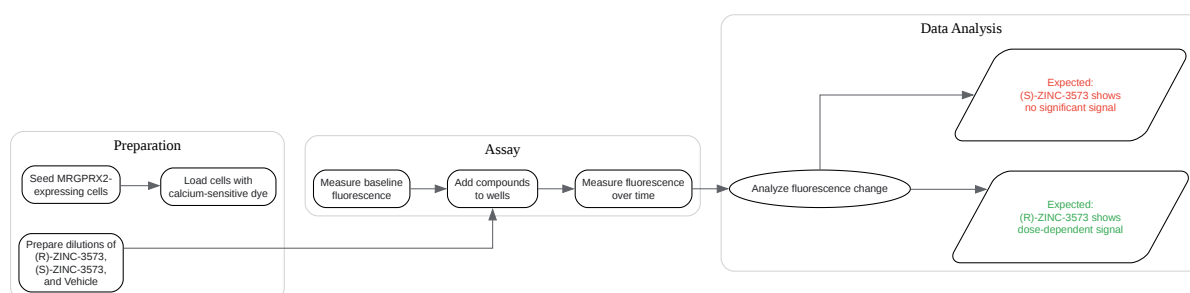 Preparation
Seed MRGPRX2-
expressing cells
Load cells with
calcium-sensitive dye
Prepare dilutions of
(R)-ZINC-3573,
(S)-ZINC-3573,
and Vehicle
Assay
Measure baseline
fluorescence
Add compounds
to wells
Measure fluorescence
over time
Data Analysis
Analyze fluorescence change
Expected:
(S)-ZINC-3573 shows
no significant signal
Expected:
(R)-ZINC-3573 shows
dose-dependent signal